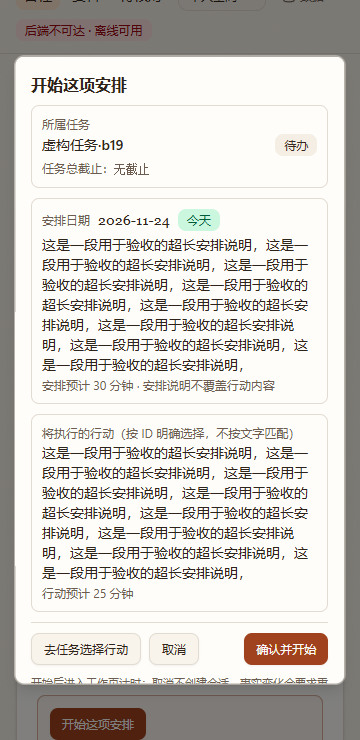 后端不可达 · 离线可用
开始这项安排
所属任务
虚构任务·b19
待办
任务总截止：无截止
安排日期 2026-11-24 今天
这是一段用于验收的超长安排说明，这是一
段用于验收的超长安排说明，这是一段用于
验收的超长安排说明，这是一段用于验收的
超长安排说明，这是一段用于验收的超长安
排说明，这是一段用于验收的超长安排说
明，这是一段用于验收的超长安排说明，这
是一段用于验收的超长安排说明，
安排预计 30 分钟 · 安排说明不覆盖行动内容
将执行的行动（按 ID 明确选择，不按文字匹配）
这是一段用于验收的超长安排说明，这是一
段用于验收的超长安排说明，这是一段用于
验收的超长安排说明，这是一段用于验收的
超长安排说明，这是一段用于验收的超长安
排说明，这是一段用于验收的超长安排说
明，这是一段用于验收的超长安排说明，这
是一段用于验收的超长安排说明，
行动预计 25 分钟
去任务选择行动
取消
确认并开始
开始这项安排